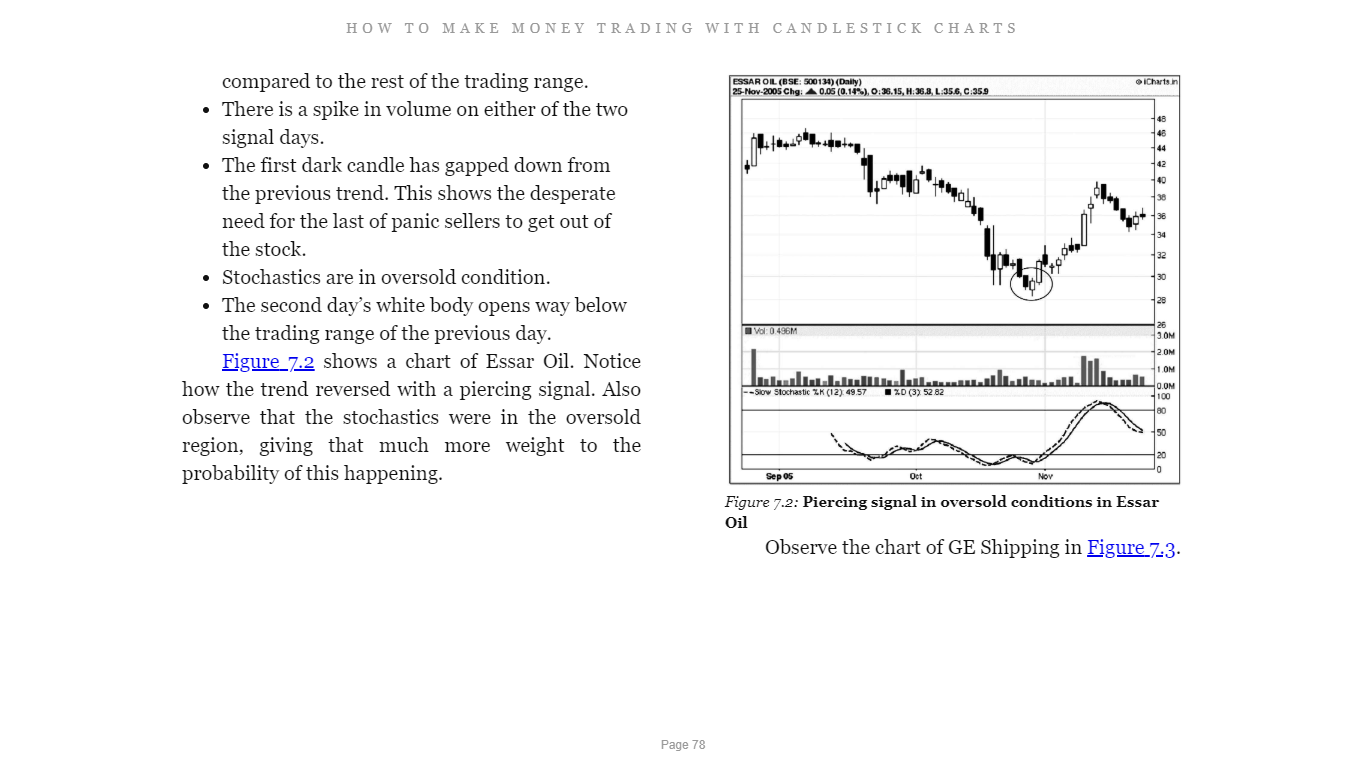 HOW TO MAKE MONEY TRADING WITH CANDLESTICK CHARTS
compared to the rest of the trading range.
• There is a spike in volume on either of the two
signal days.
• The first dark candle has gapped down from
the previous trend. This shows the desperate
need for the last of panic sellers to get out of
the stock.
• Stochastics are in oversold condition.
• The second day’s white body opens way below
the trading range of the previous day.
Figure 7.2 shows a chart of Essar Oil. Notice
how the trend reversed with a piercing signal. Also
observe that the stochastics were in the oversold
region, giving that much more weight to the
probability of this happening.
ESSAR OIL (BSE: 500134) (Daily) © iCharts.in
25-Nov-2005 Chg: ▲ 0.05 (0.14%), O:36.15, H:36.8, L:35.6, C:35.9
48
46
44
42
40
38
36
34
32
30
28
26
Vol: 0.496M
3.0M
2.0M
1.0M
0.0M
Slow Stochastic %K (12): 49.57 %D (3): 52.82
100
80
50
20
0
Sep 05 Oct Nov
Figure 7.2: Piercing signal in oversold conditions in Essar
Oil
Observe the chart of GE Shipping in Figure 7.3.
Page 78